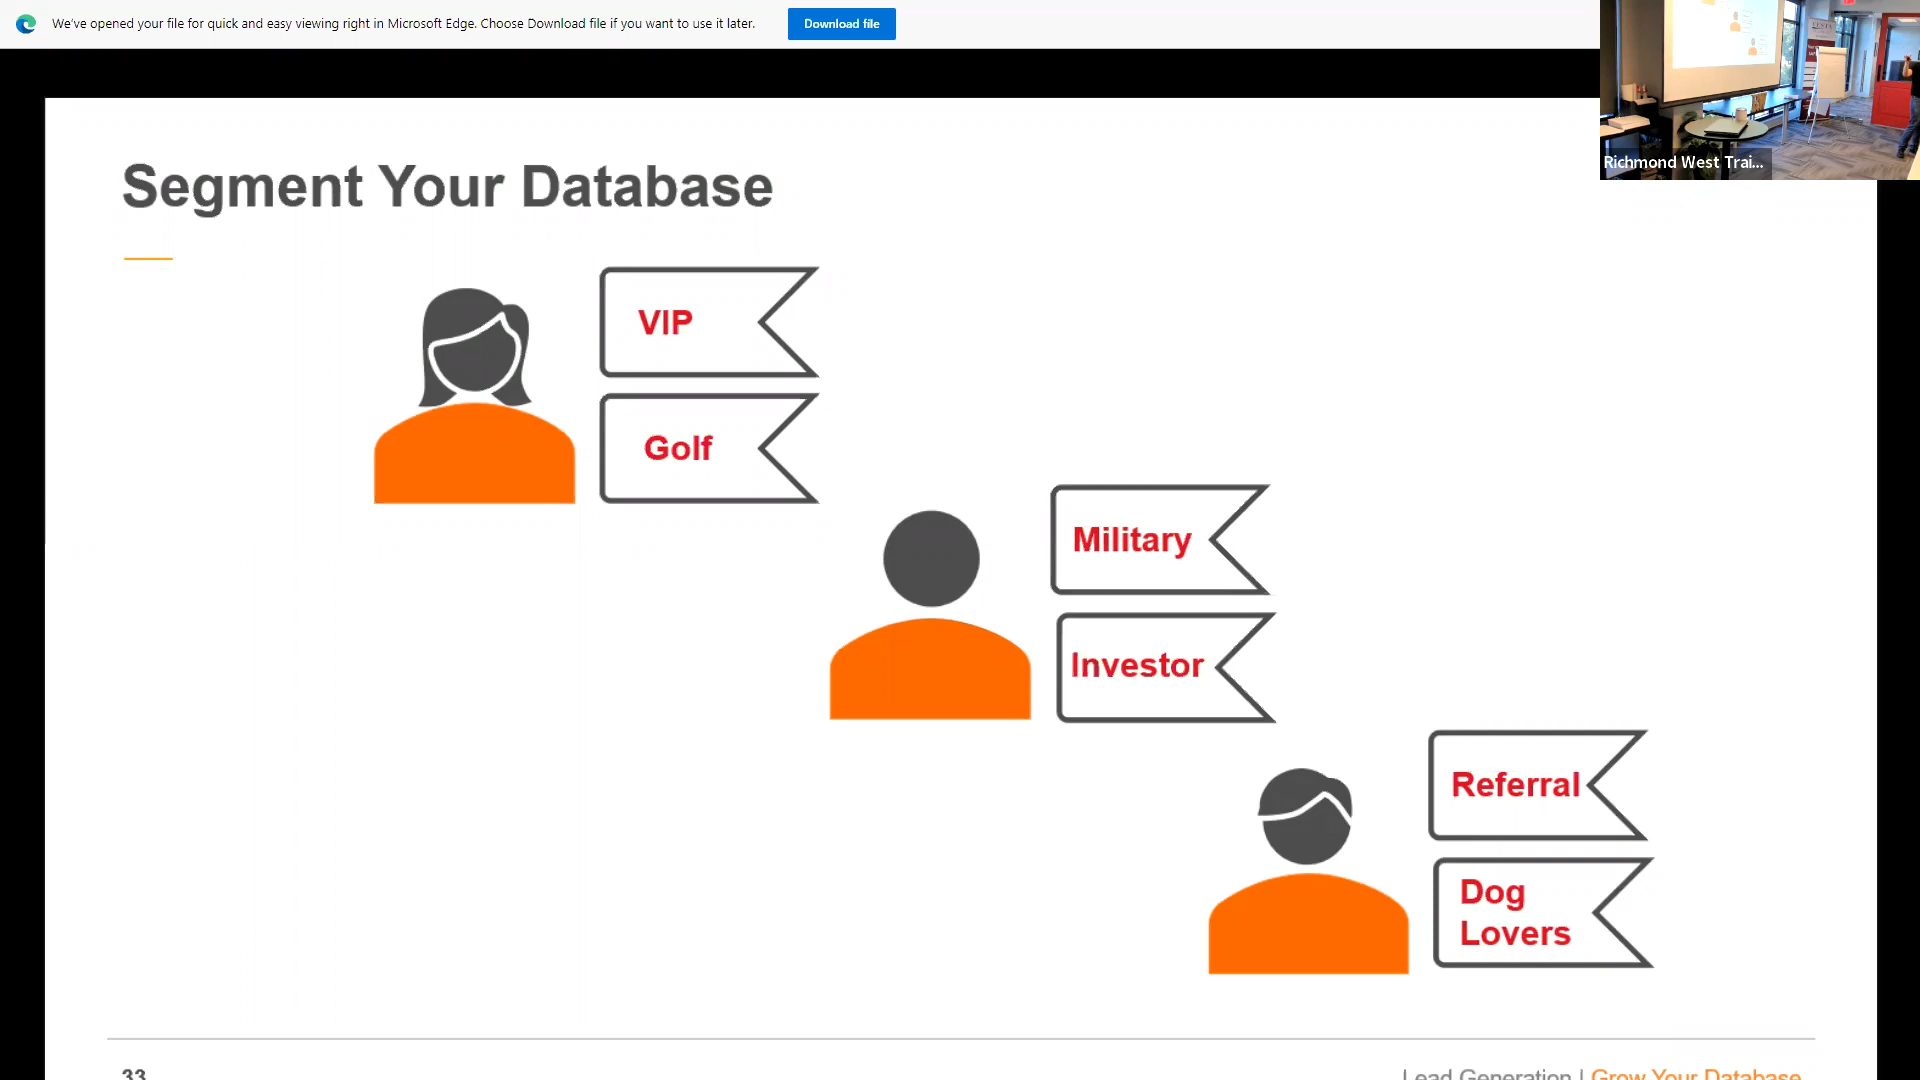 We've opened your file for quick and easy viewing right in Microsoft Edge. Choose Download file if you want to use it later.
Download file
Richmond West Trai...
Segment Your Database
VIP
Golf
Military
Investor
Referral
Dog
Lovers
33
Lead Generation | Grow Your Database